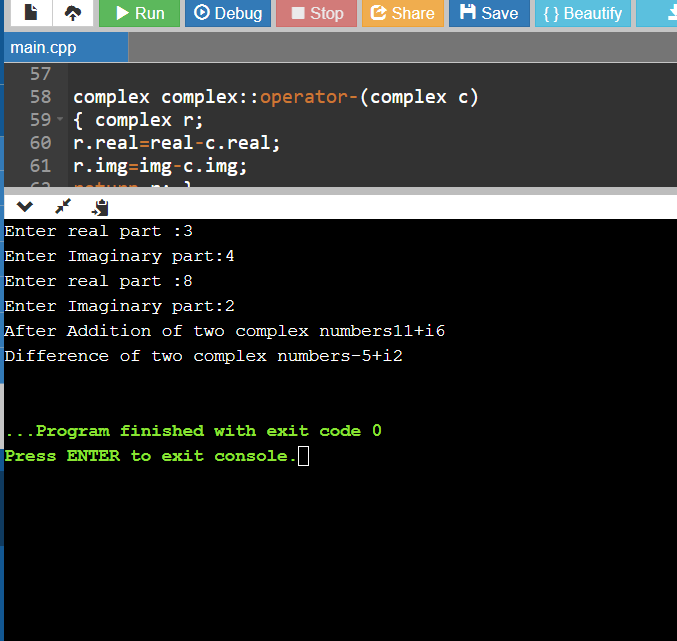 Run Debug Stop Share Save { } Beautify
main.cpp
57
58 complex complex::operator-(complex c)
59 { complex r;
60 r.real=real-c.real;
61 r.img=img-c.img;
Enter real part :3
Enter Imaginary part:4
Enter real part :8
Enter Imaginary part:2
After Addition of two complex numbers11+i6
Difference of two complex numbers-5+i2
...Program finished with exit code 0
Press ENTER to exit console.